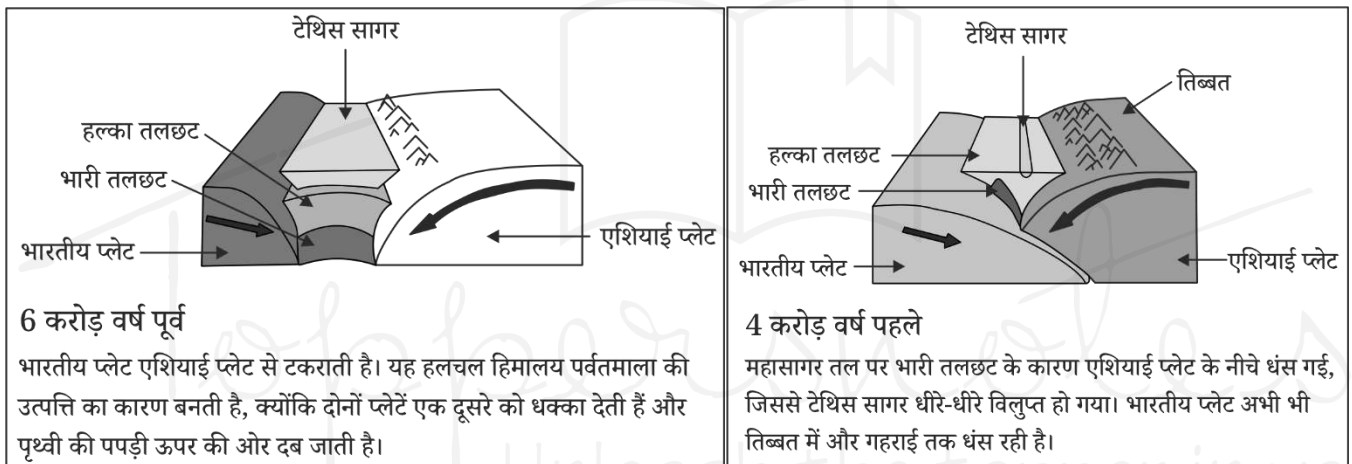 टेथिस सागर
हल्का तलछट
भारी तलछट
भारतीय प्लेट
एशियाई प्लेट
6 करोड़ वर्ष पूर्व
भारतीय प्लेट एशियाई प्लेट से टकराती है। यह हलचल हिमालय पर्वतमाला की
उत्पत्ति का कारण बनती है, क्योंकि दोनों प्लेटें एक दूसरे को धक्का देती हैं और
पृथ्वी की पपड़ी ऊपर की ओर दब जाती है।
टेथिस सागर
तिब्बत
हल्का तलछट
भारी तलछट
भारतीय प्लेट
एशियाई प्लेट
4 करोड़ वर्ष पहले
महासागर तल पर भारी तलछट के कारण एशियाई प्लेट के नीचे धंस गई,
जिससे टेथिस सागर धीरे-धीरे विलुप्त हो गया। भारतीय प्लेट अभी भी
तिब्बत में और गहराई तक धंस रही है।